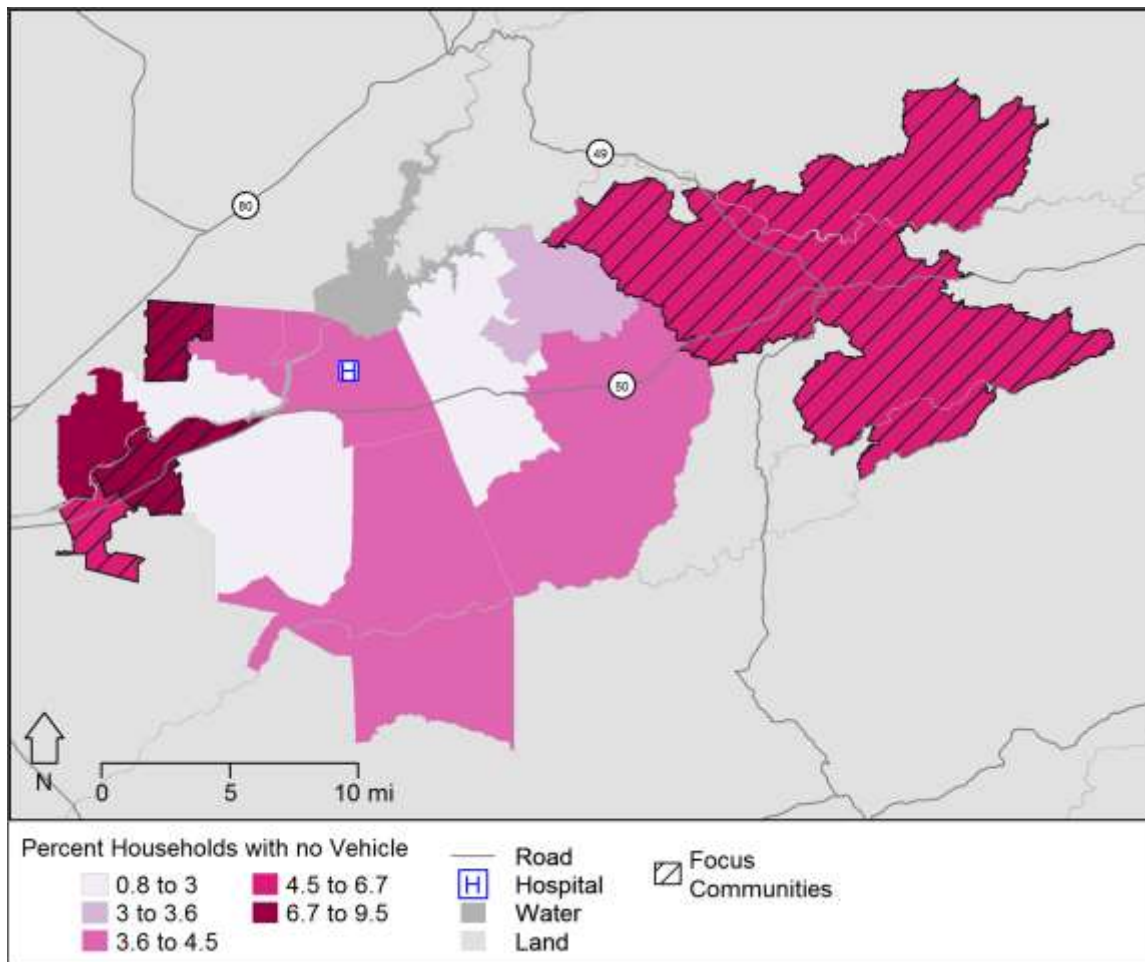 49
80
50
N
0 5 10 mi
Percent Households with no Vehicle
0.8 to 3
3 to 3.6
3.6 to 4.5
4.5 to 6.7
6.7 to 9.5
Road
H Hospital
Water
Land
Focus
Communities
H